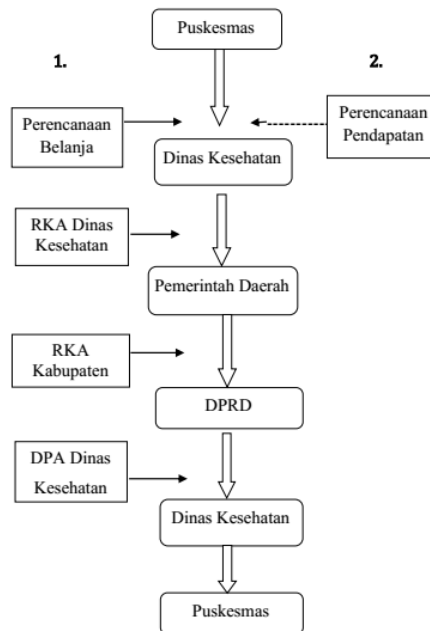 Puskesmas
1.
2.
Perencanaan
Belanja
Perencanaan
Pendapatan
Dinas Kesehatan
RKA Dinas
Kesehatan
Pemerintah Daerah
RKA
Kabupaten
DPRD
DPA Dinas
Kesehatan
Dinas Kesehatan
Puskesmas